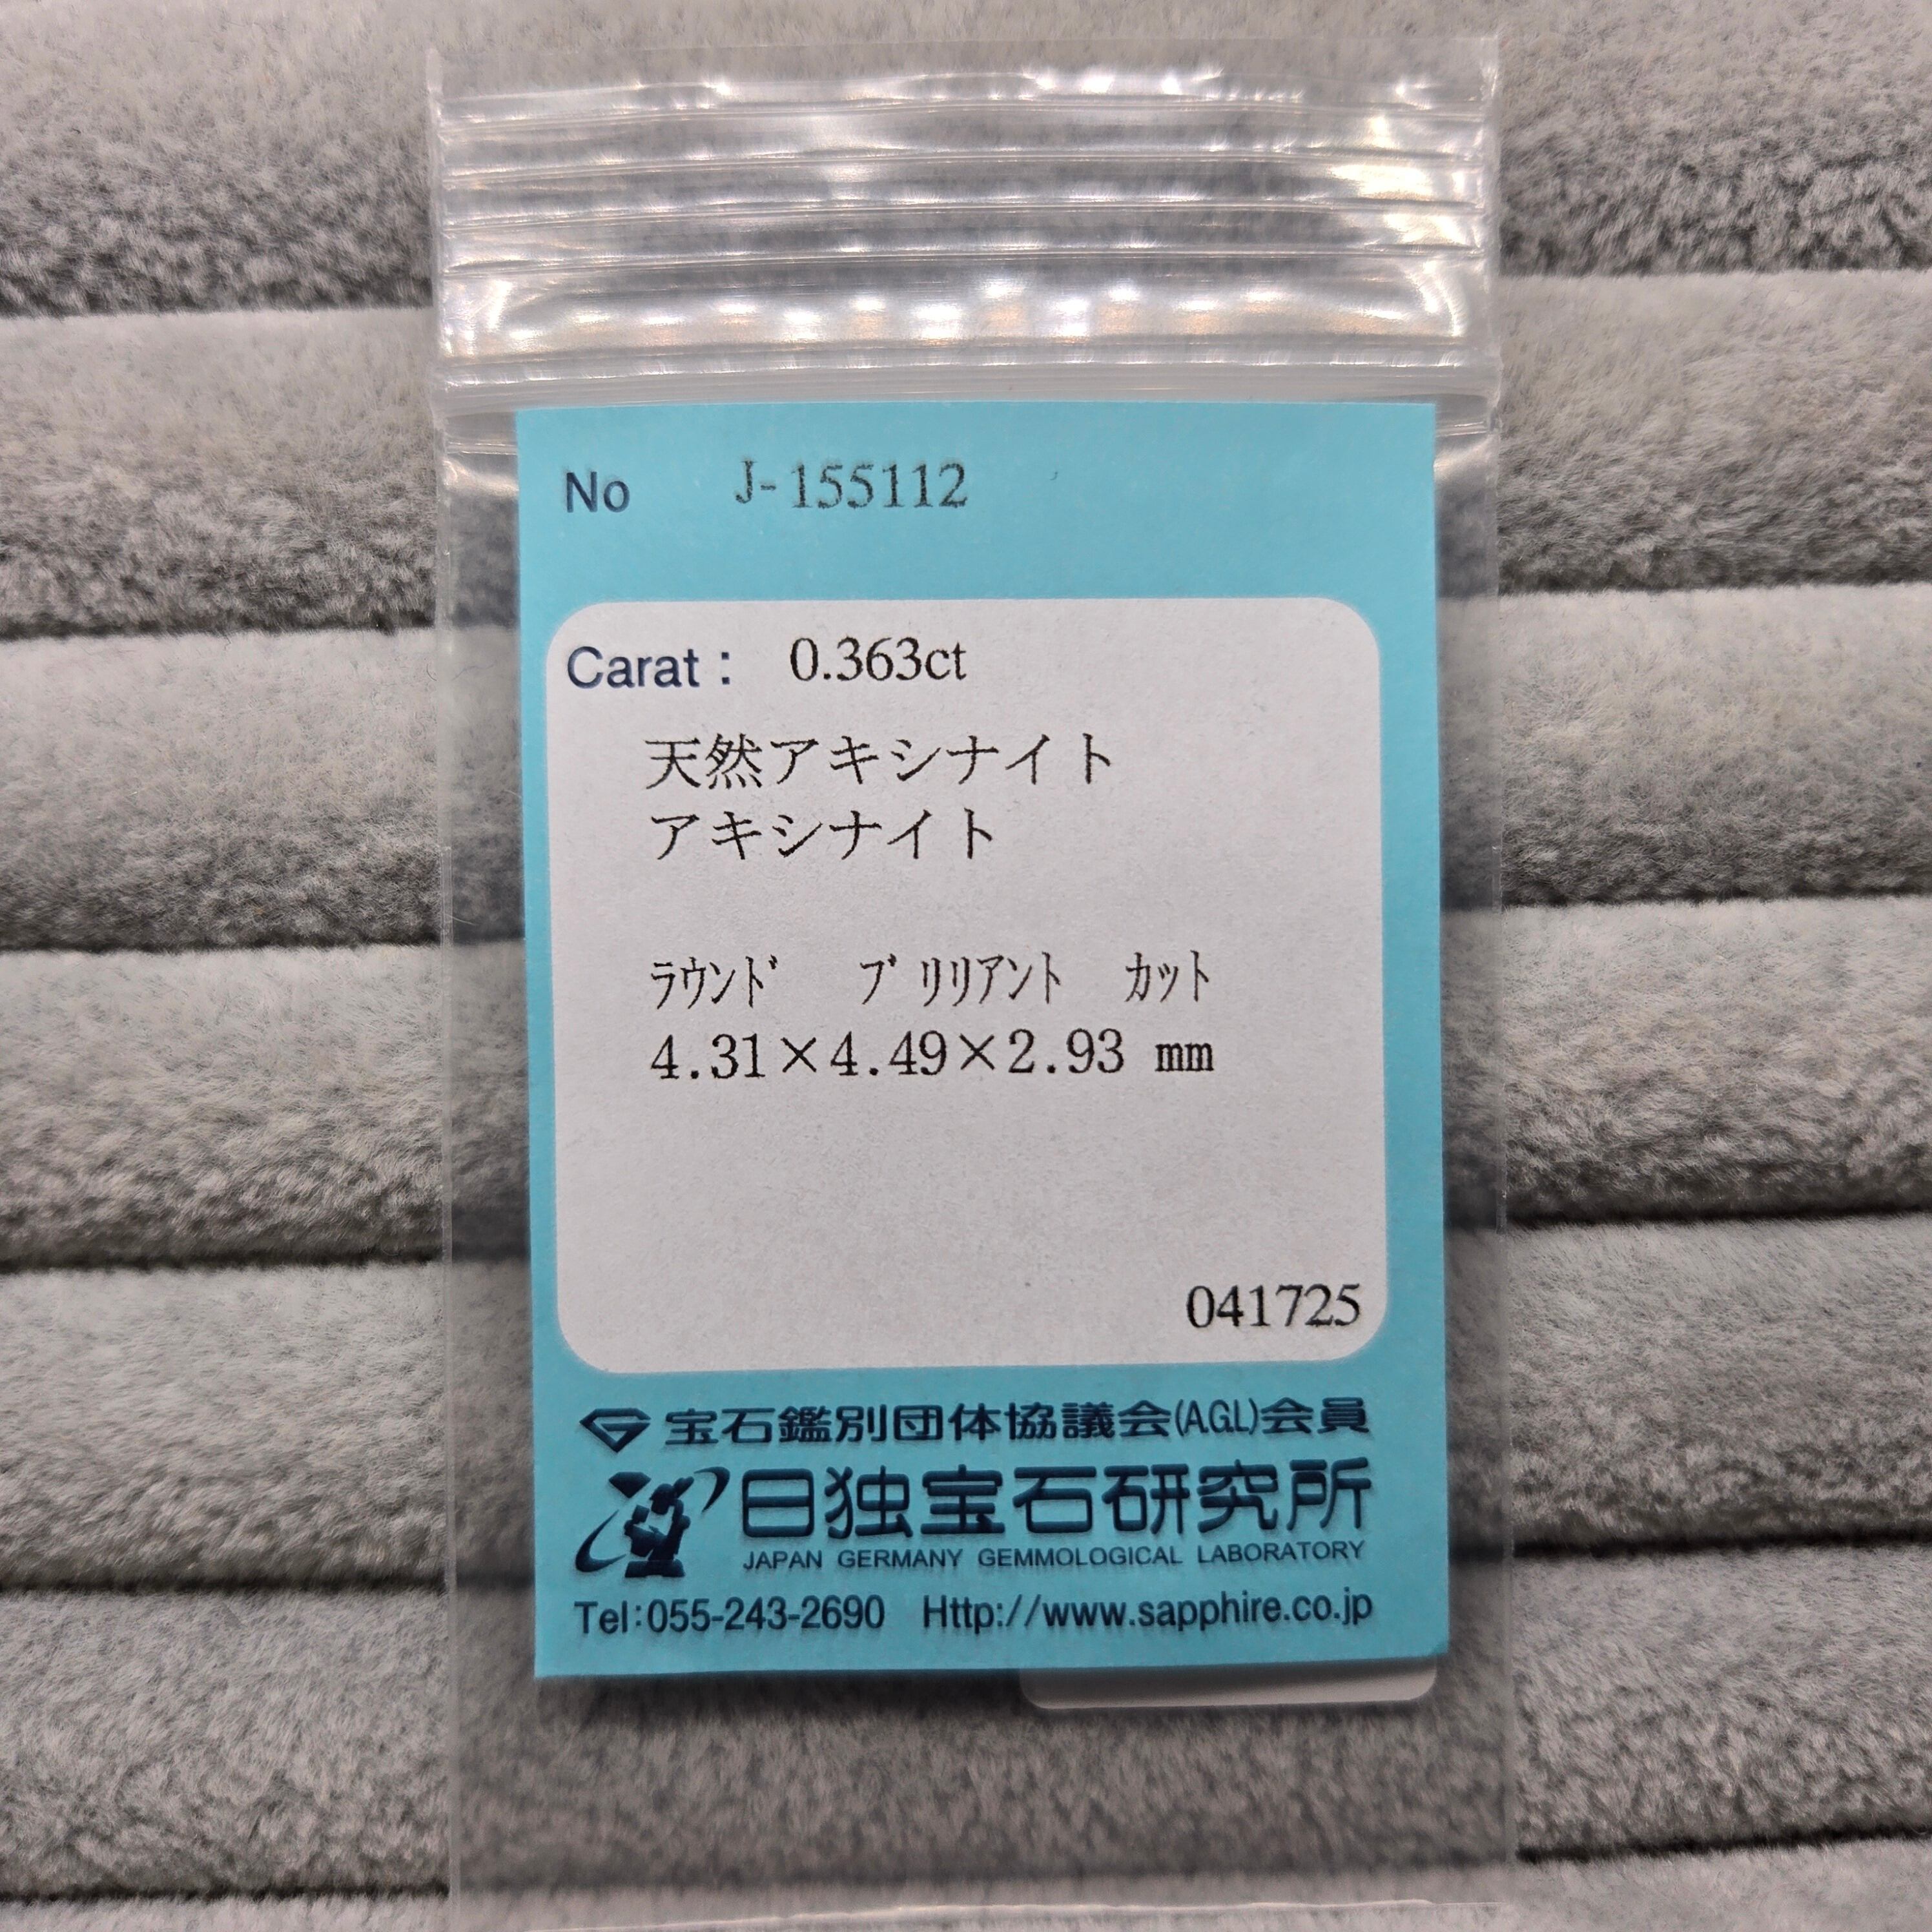 No J-155112
Carat： 0.363ct
天然アキシナイト
アキシナイト
ﾗｳﾝﾄﾞ ﾌﾞﾘﾘｱﾝﾄ ｶｯﾄ
4.31×4.49×2.93 mm
041725
宝石鑑別団体協議会(AGL)会員
日独宝石研究所
JAPAN GERMANY GEMMOLOGICAL LABORATORY
Tel:055-243-2690 Http://www.sapphire.co.jp